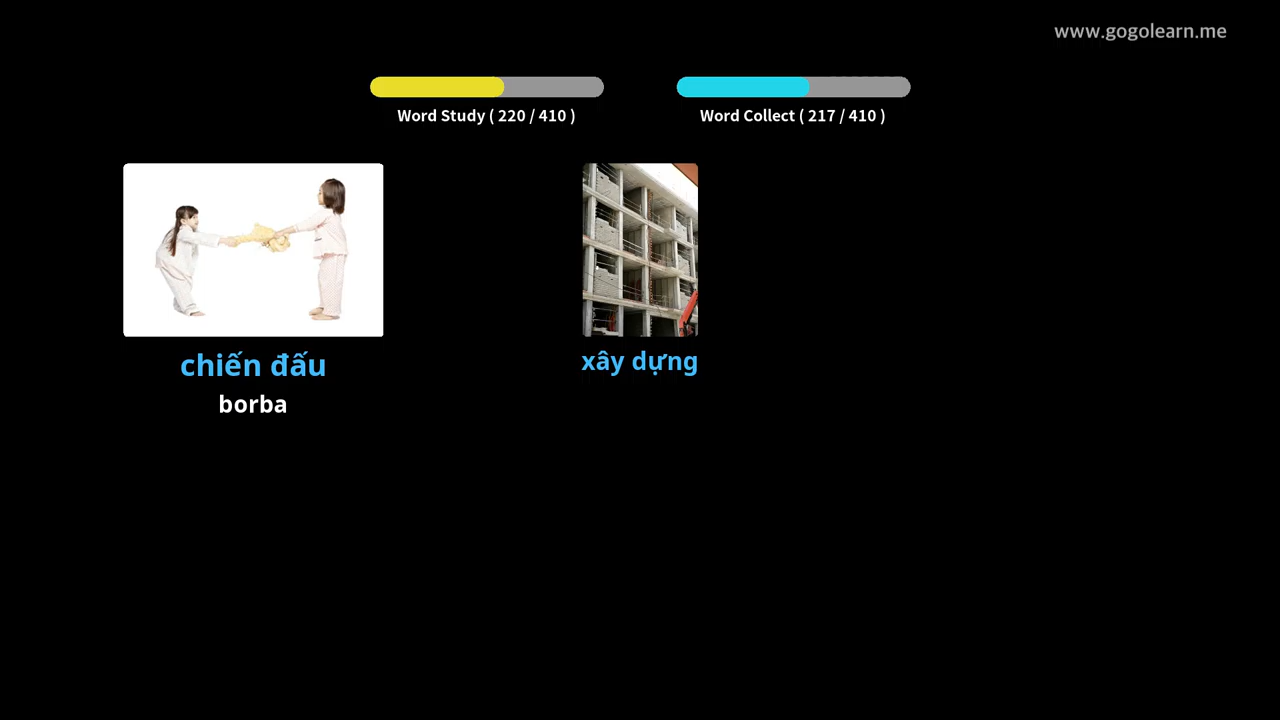 www.gogolearn.me
Word Study ( 220 / 410 )
Word Collect ( 217 / 410 )
chiến đấu
borba
xây dựng